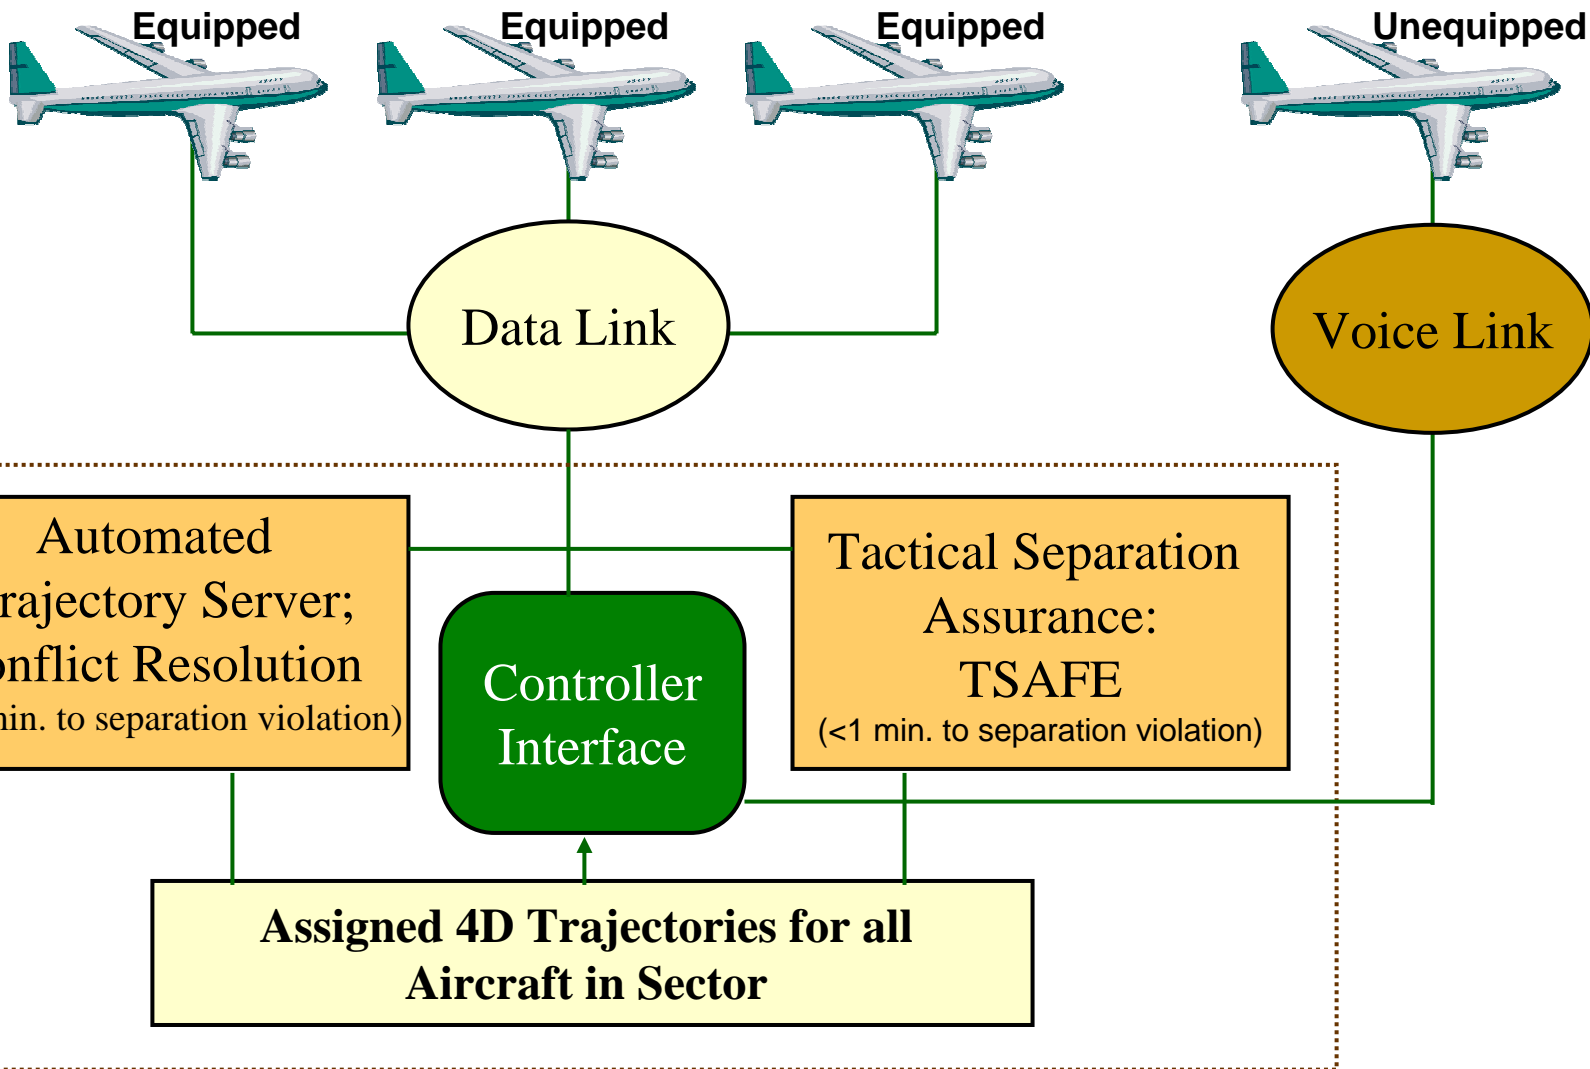 Equipped Equipped Equipped Unequipped
Data Link
Voice Link
Automated
rajectory Server;
onflict Resolution
in. to separation violation)
Tactical Separation
Assurance:
TSAFE
(<1 min. to separation violation)
Controller
Interface
Assigned 4D Trajectories for all
Aircraft in Sector